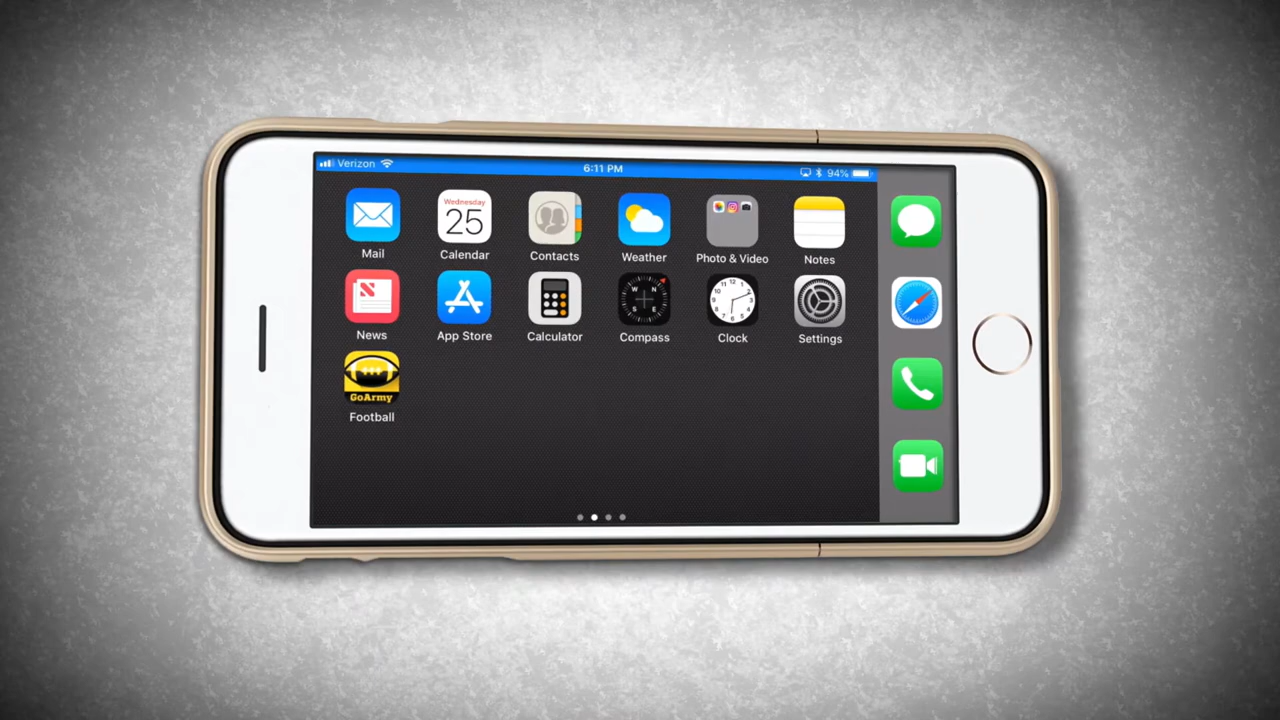 Verizon
6:11 PM
94%
Wednesday
25
Mail
Calendar
Contacts
Weather
Photo & Video
Notes
W N
S E
News
App Store
Calculator
Compass
Clock
Settings
GoArmy
Football